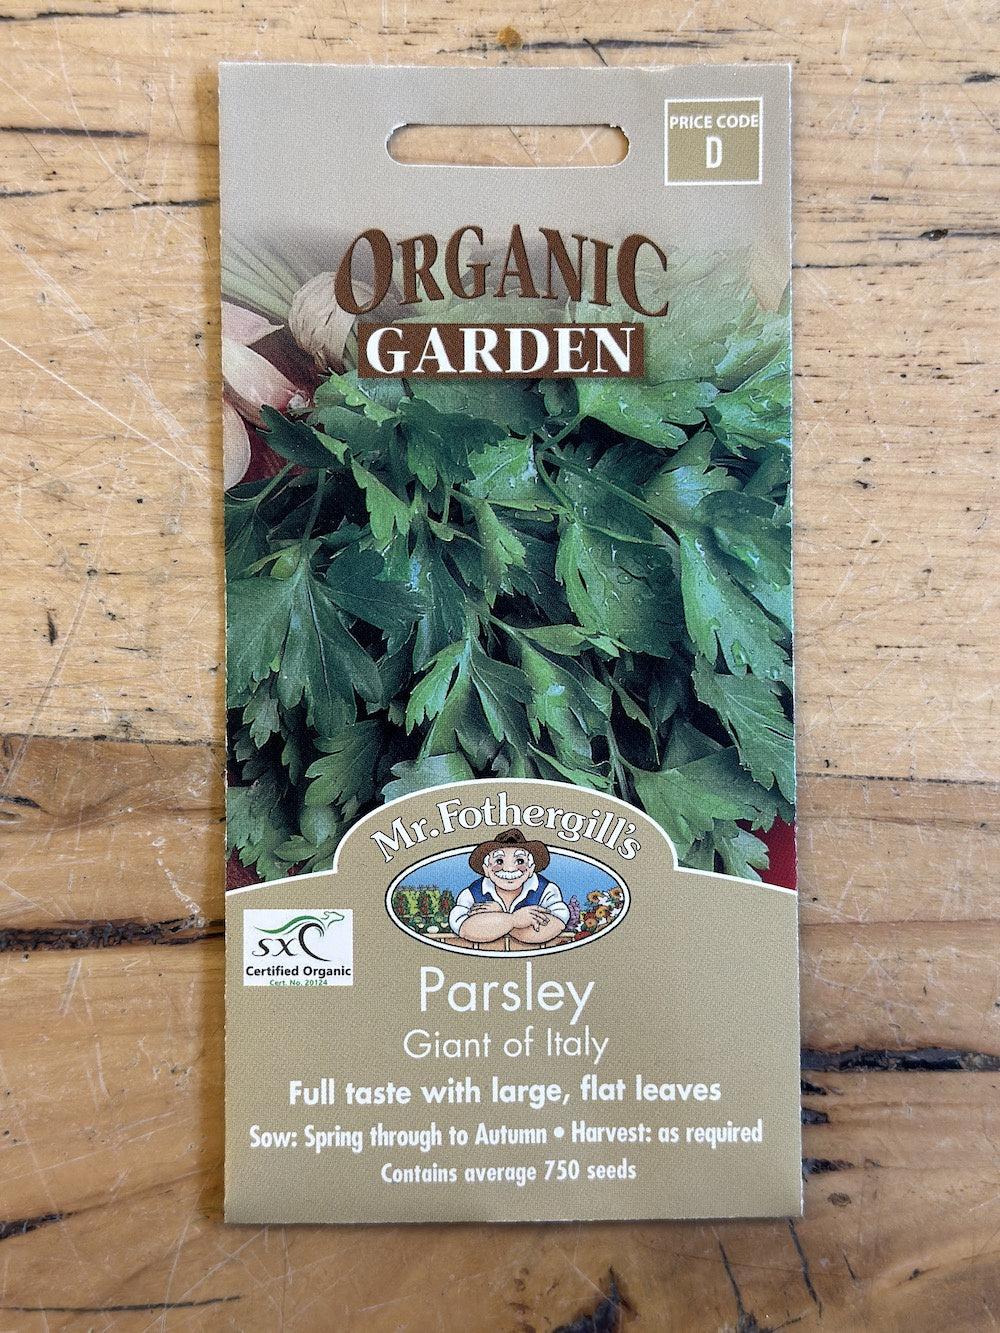 PRICE CODE
D
ORGANIC
GARDEN
Mr. Fothergill's
SXC
Certified Organic
Cert. No. 20124
Parsley
Giant of Italy
Full taste with large, flat leaves
Sow: Spring through to Autumn • Harvest: as required
Contains average 750 seeds